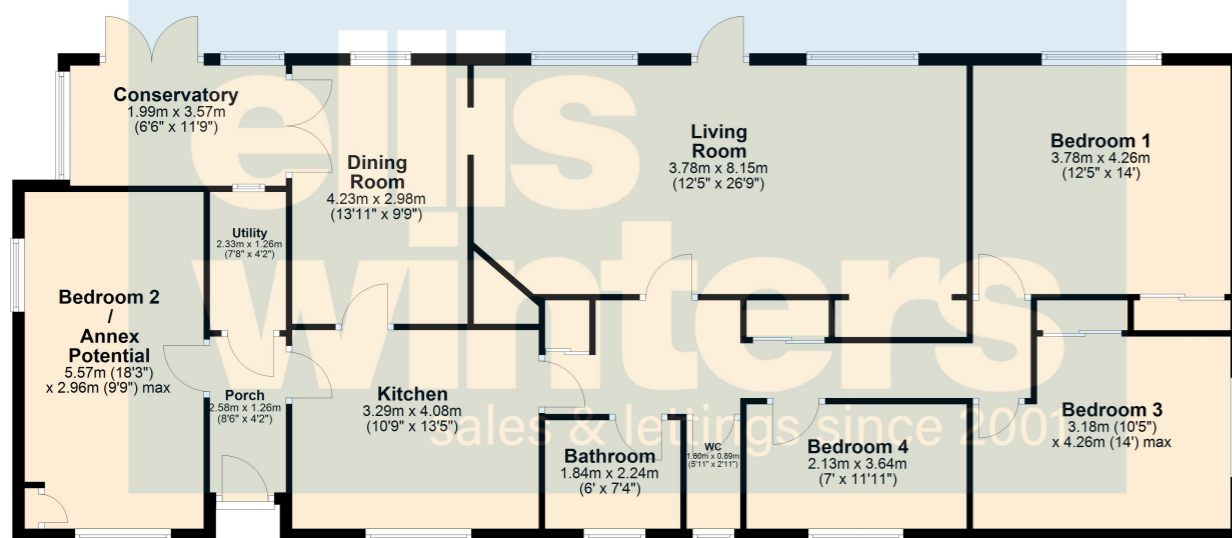 ellis
winters
sales & lettings since 2001
Conservatory
1.99m x 3.57m
(6'6" x 11'9")
Dining
Room
4.23m x 2.98m
(13'11" x 9'9")
Living
Room
3.78m x 8.15m
(12'5" x 26'9")
Bedroom 1
3.78m x 4.26m
(12'5" x 14')
Utility
2.33m x 1.26m
(7'8" x 4'2")
Bedroom 2
/
Annex
Potential
5.57m (18'3")
x 2.96m (9'9") max
Porch
2.58m x 1.26m
(8'6" x 4'2")
Kitchen
3.29m x 4.08m
(10'9" x 13'5")
Bathroom
1.84m x 2.24m
(6' x 7'4")
WC
1.80m x 0.89m
(5'11" x 2'11")
Bedroom 4
2.13m x 3.64m
(7' x 11'11")
Bedroom 3
3.18m (10'5")
x 4.26m (14') max